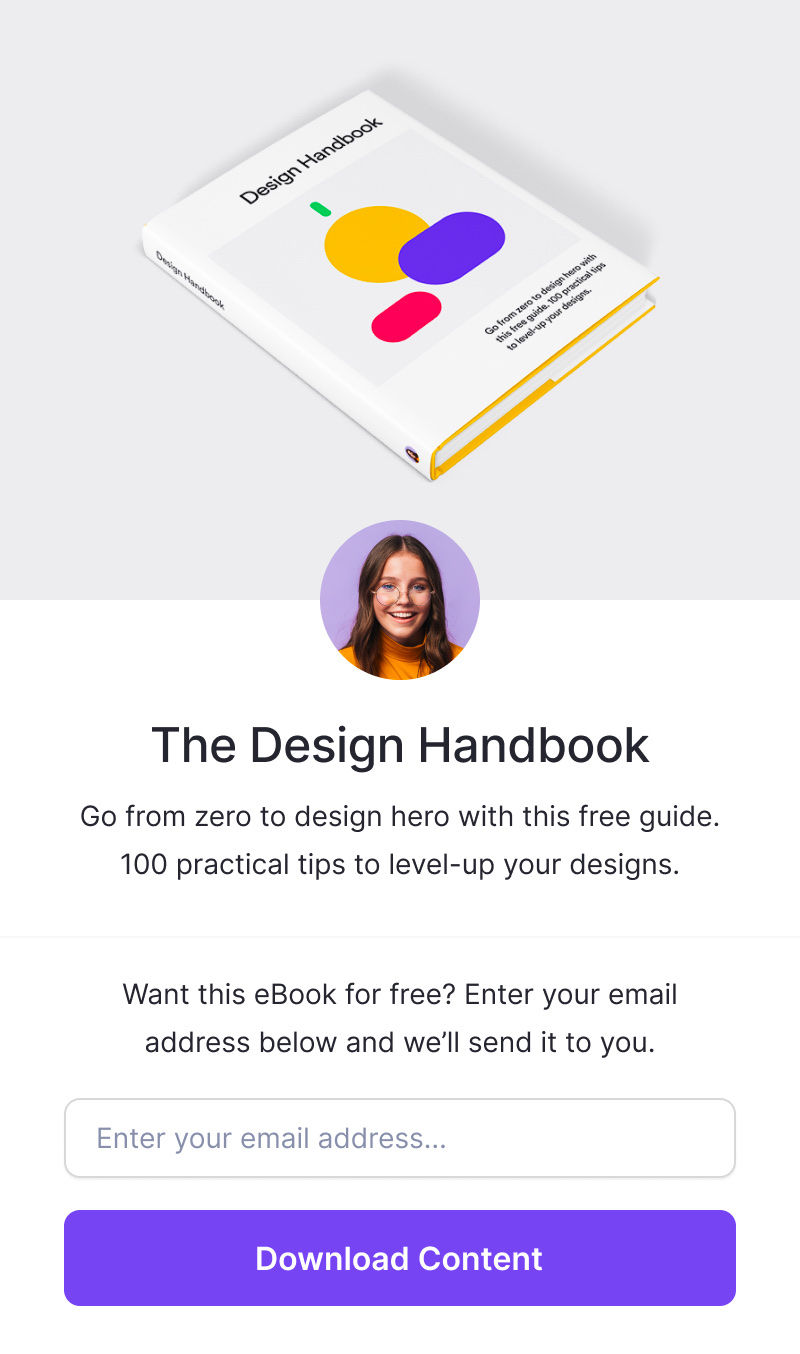 Design Handbook
Design Handbook
Go from zero to design hero with
this free guide. 100 practical tips
to level-up your designs.
The Design Handbook
Go from zero to design hero with this free guide.
100 practical tips to level-up your designs.
Want this eBook for free? Enter your email
address below and we’ll send it to you.
Enter your email address...
Download Content